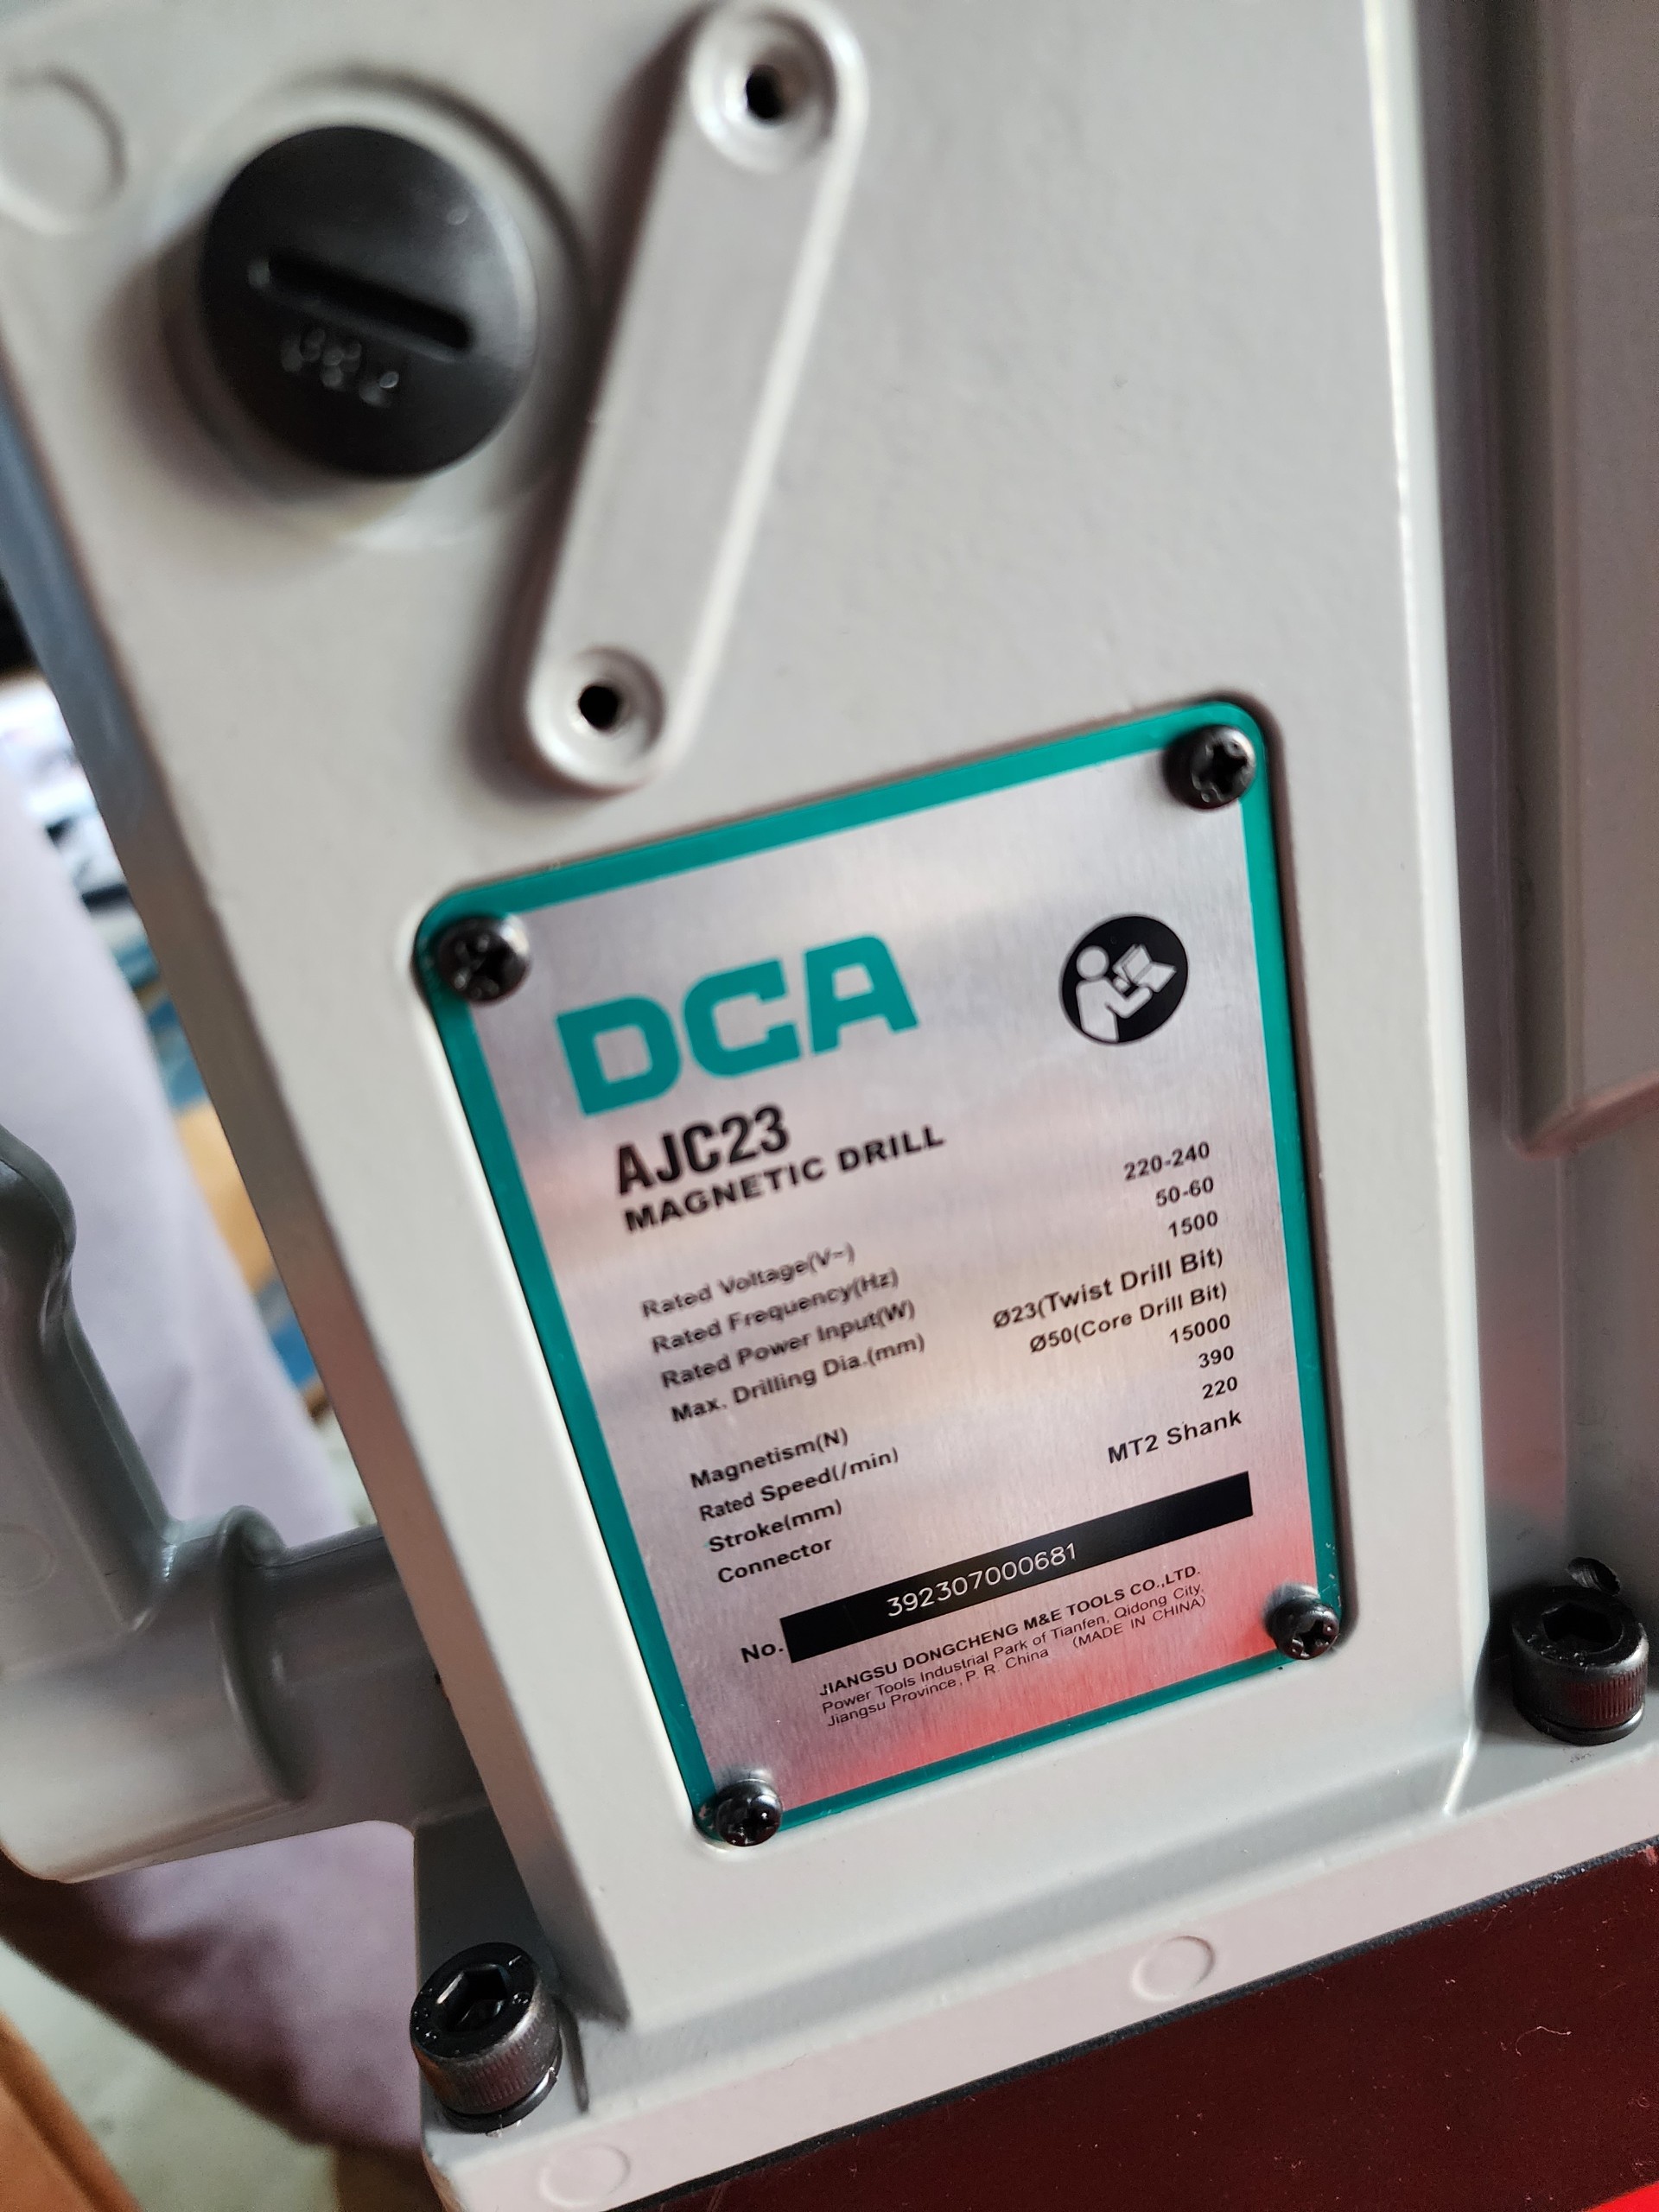 DCA
AJC23
MAGNETIC DRILL
Rated Voltage(V~) 220-240
Rated Frequency(Hz) 50-60
Rated Power Input(W) 1500
Max. Drilling Dia.(mm) Ø23(Twist Drill Bit)
Ø50(Core Drill Bit)
Magnetism(N) 15000
Rated Speed(/min) 390
Stroke(mm) 220
Connector MT2 Shank
No. 392307000681
JIANGSU DONGCHENG M&E TOOLS CO.,LTD.
Power Tools Industrial Park of Tianfen, Qidong City,
Jiangsu Province, P. R. China (MADE IN CHINA)